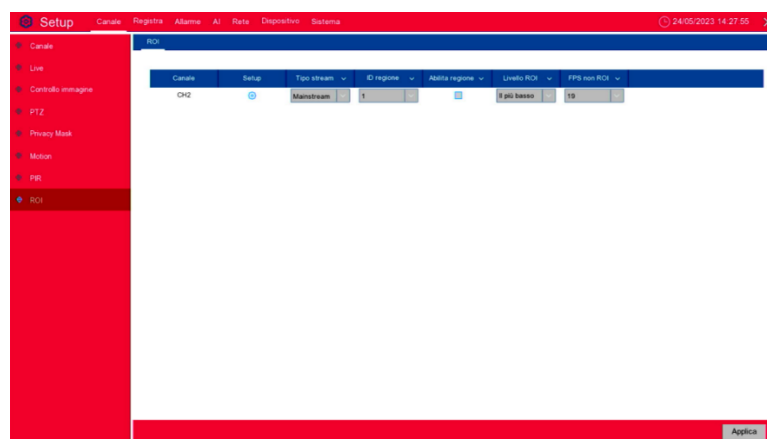 Setup Canale Registra Allarme AI Rete Dispositivo Sistema 24/05/2023 14:27:55
Canale
Live
Controllo immagine
PTZ
Privacy Mask
Motion
PIR
ROI
ROI
Canale Setup Tipo stream ID regione Abilita regione Livello ROI FPS non ROI
CH2 Mainstream 1 Il più basso 19
Applica